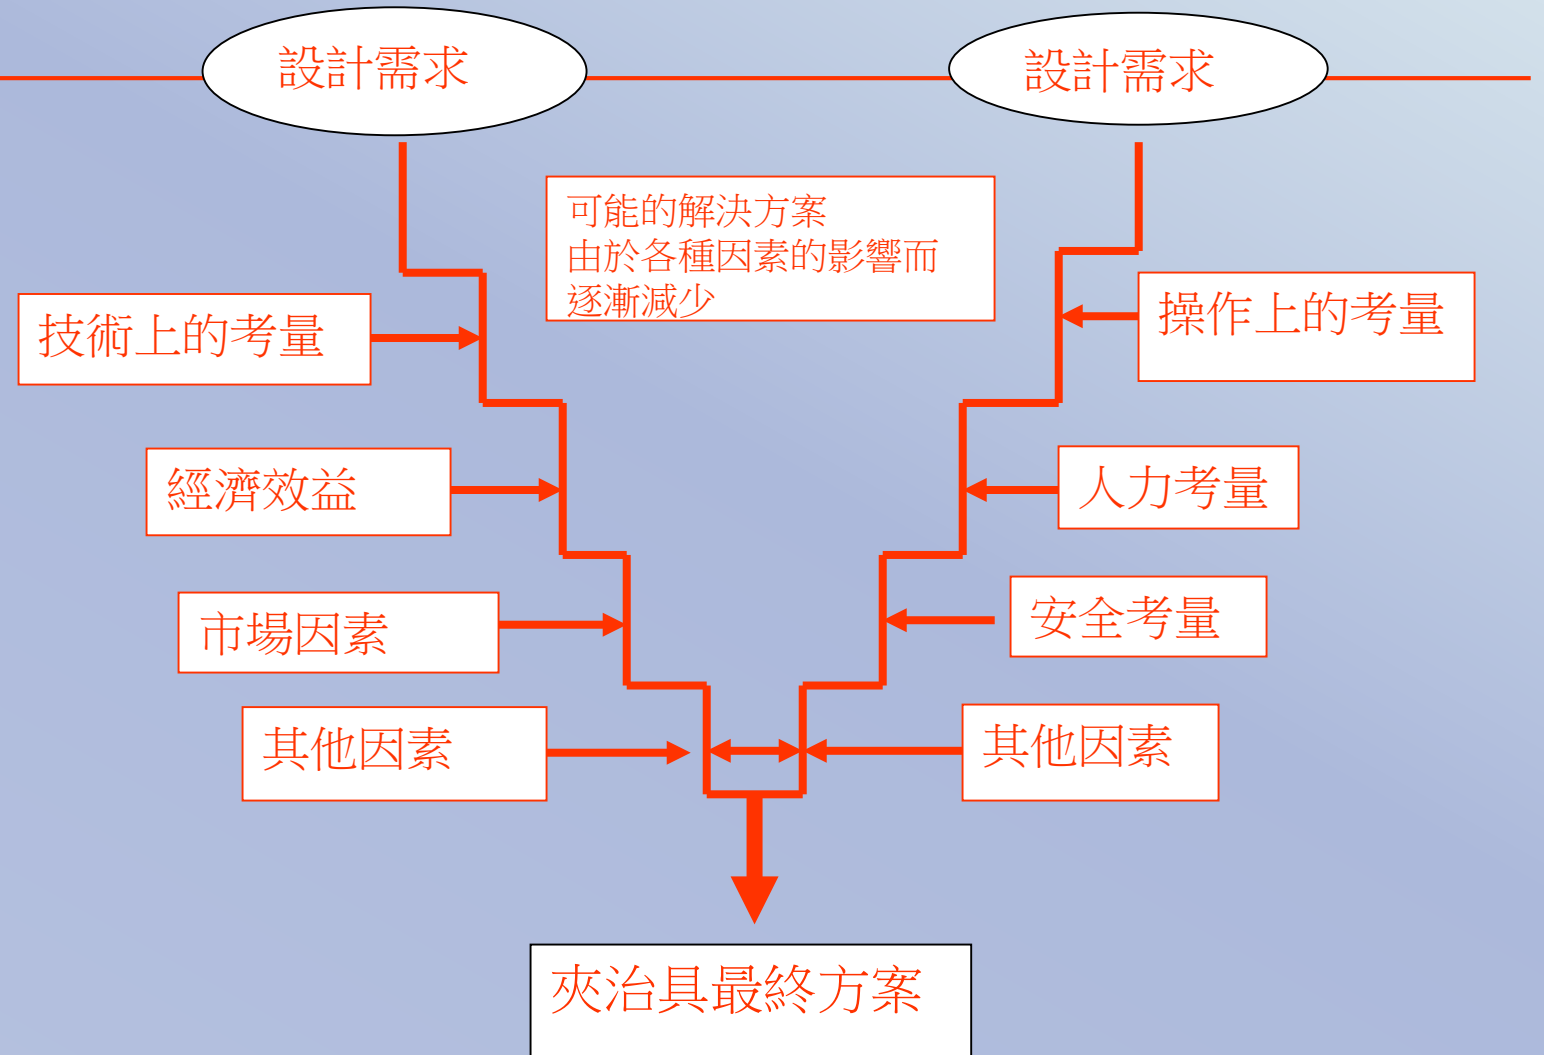 設計需求
設計需求
可能的解決方案
由於各種因素的影響而
逐漸減少
技術上的考量
操作上的考量
經濟效益
人力考量
市場因素
安全考量
其他因素
其他因素
夾治具最終方案